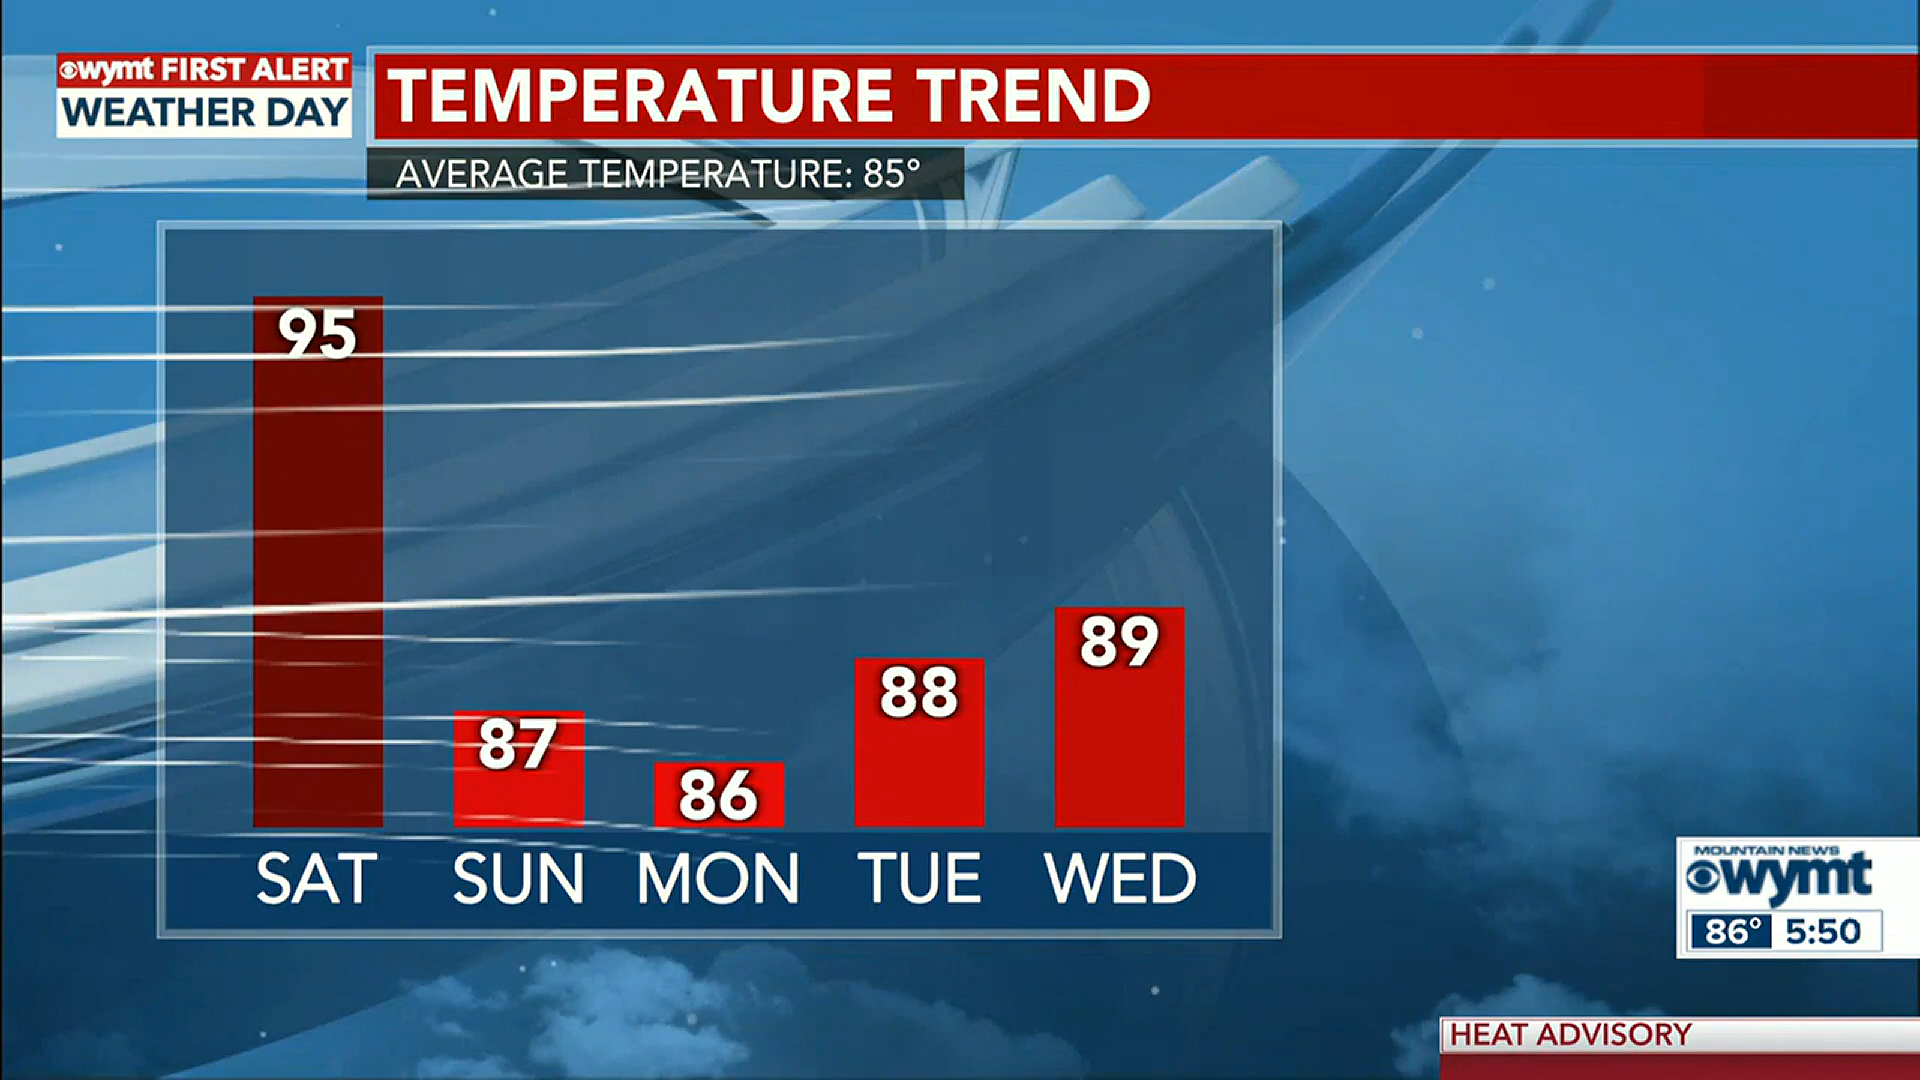 wymt FIRST ALERT
WEATHER DAY
TEMPERATURE TREND
AVERAGE TEMPERATURE: 85°
95
87
86
88
89
SAT SUN MON TUE WED
MOUNTAIN NEWS
wymt
86° 5:50
HEAT ADVISORY